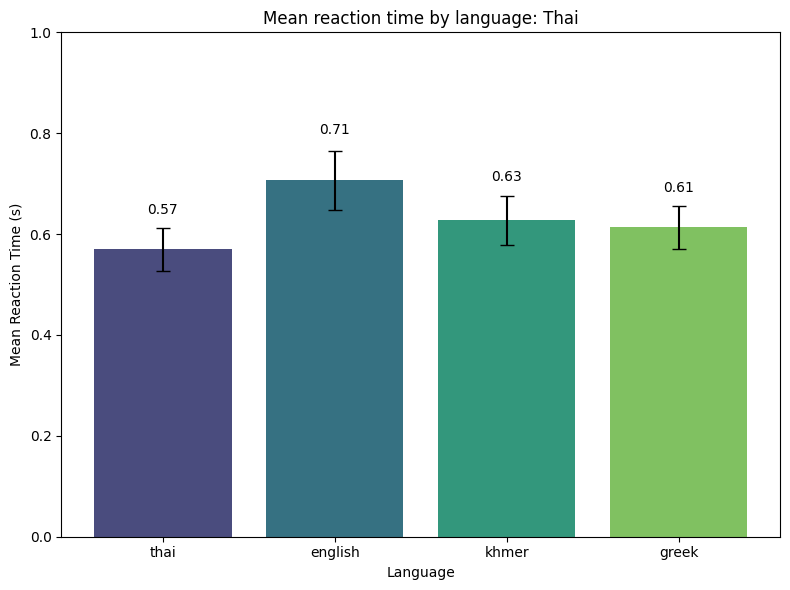 Mean reaction time by language: Thai
1.0
0.8
0.6
0.4
0.2
0.0
Mean Reaction Time (s)
0.57
0.71
0.63
0.61
thai
english
khmer
greek
Language